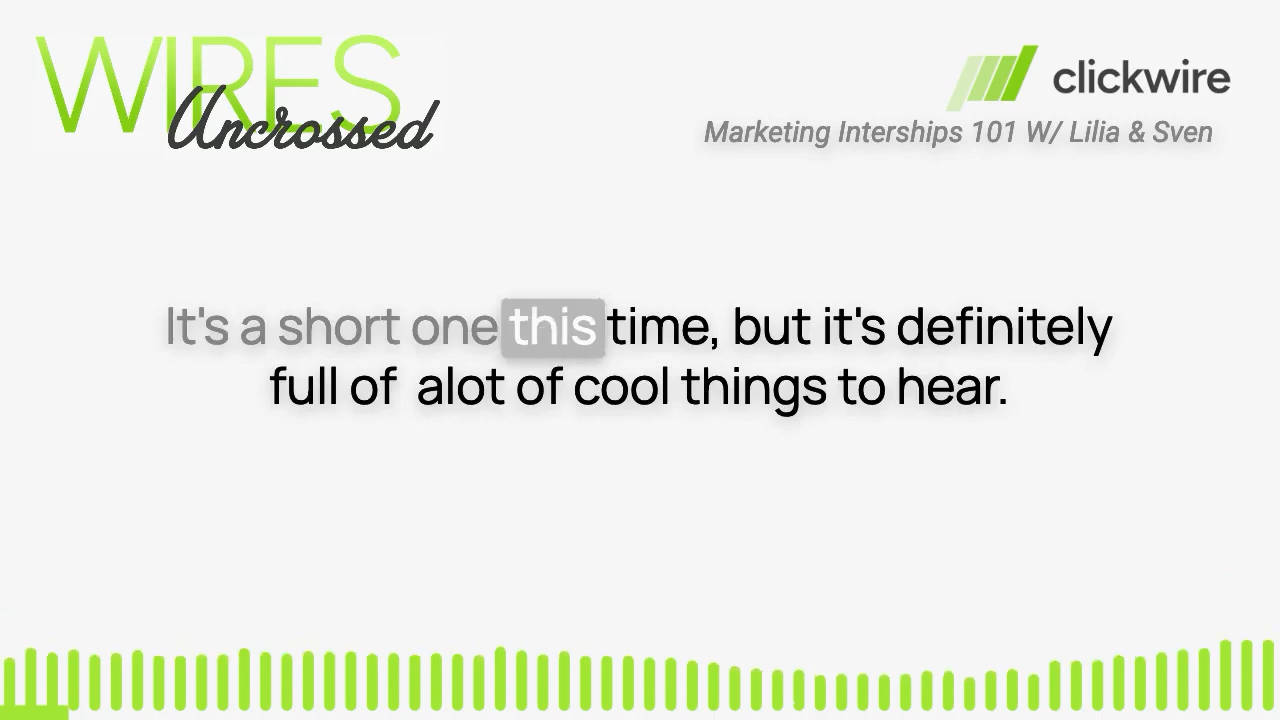 WIRES
Uncrossed
clickwire
Marketing Interships 101 W/ Lilia & Sven
It's a short one this time, but it's definitely
full of alot of cool things to hear.